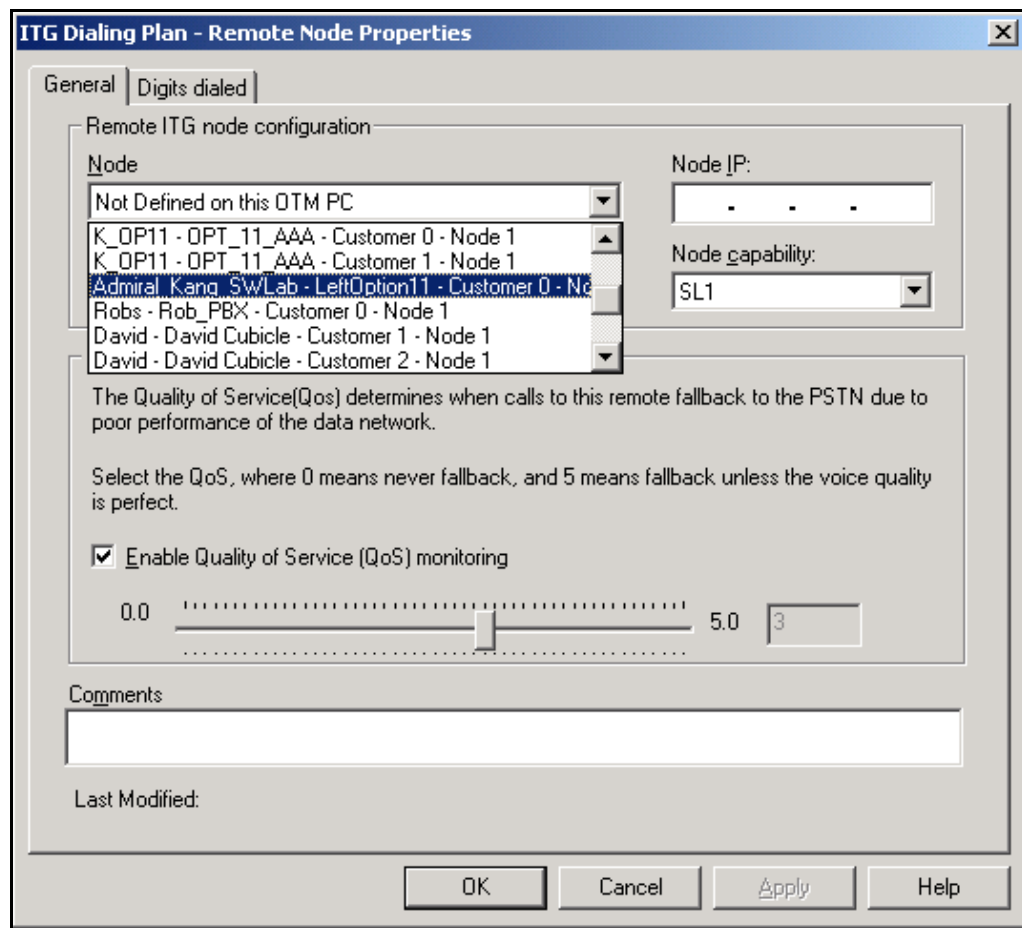 ITG Dialing Plan - Remote Node Properties
General
Digits dialed
Remote ITG node configuration
Node
Node IP:
Not Defined on this OTM PC
. . .
K_OP11 - OPT_11_AAA - Customer 0 - Node 1
K_OP11 - OPT_11_AAA - Customer 1 - Node 1
Node capability:
Admiral_Kang_SWLab - LeftOption11 - Customer 0 - No
SL1
Robs - Rob_PBX - Customer 0 - Node 1
David - David Cubicle - Customer 1 - Node 1
David - David Cubicle - Customer 2 - Node 1
The Quality of Service(Qos) determines when calls to this remote fallback to the PSTN due to
poor performance of the data network.
Select the QoS, where 0 means never fallback, and 5 means fallback unless the voice quality
is perfect.
Enable Quality of Service (QoS) monitoring
0.0
5.0
3
Comments
Last Modified:
OK
Cancel
Apply
Help